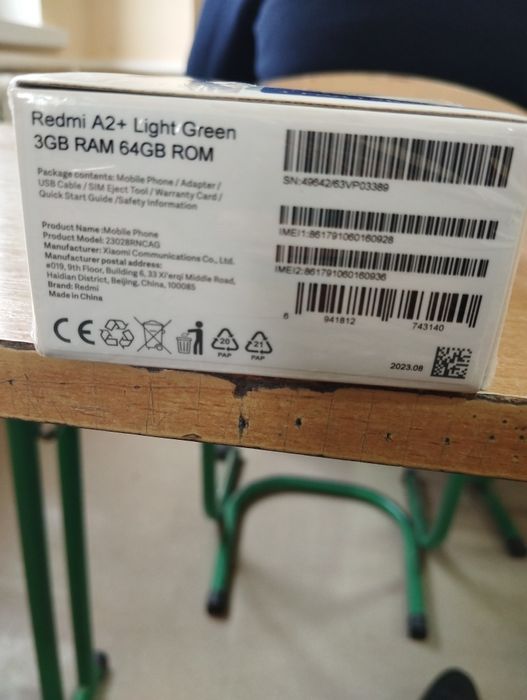 Redmi A2+ Light Green
3GB RAM 64GB ROM
Package contents: Mobile Phone / Adapter /
USB Cable / SIM Eject Tool / Warranty Card /
Quick Start Guide /Safety Information
Product Name :Mobile Phone
Product Model: 23028RNCAG
Manufacturer: Xiaomi Communications Co., Ltd.
Manufacturer postal address:
#019, 9th Floor, Building 6, 33 Xi'erqi Middle Road,
Haidian District, Beijing, China, 100085
Brand: Redmi
Made in China
CE
20
PAP
21
PAP
SN:49642/63VP03389
IMEI1:861791060160928
IMEI2:861791060160936
6 941812 743140
2023.08